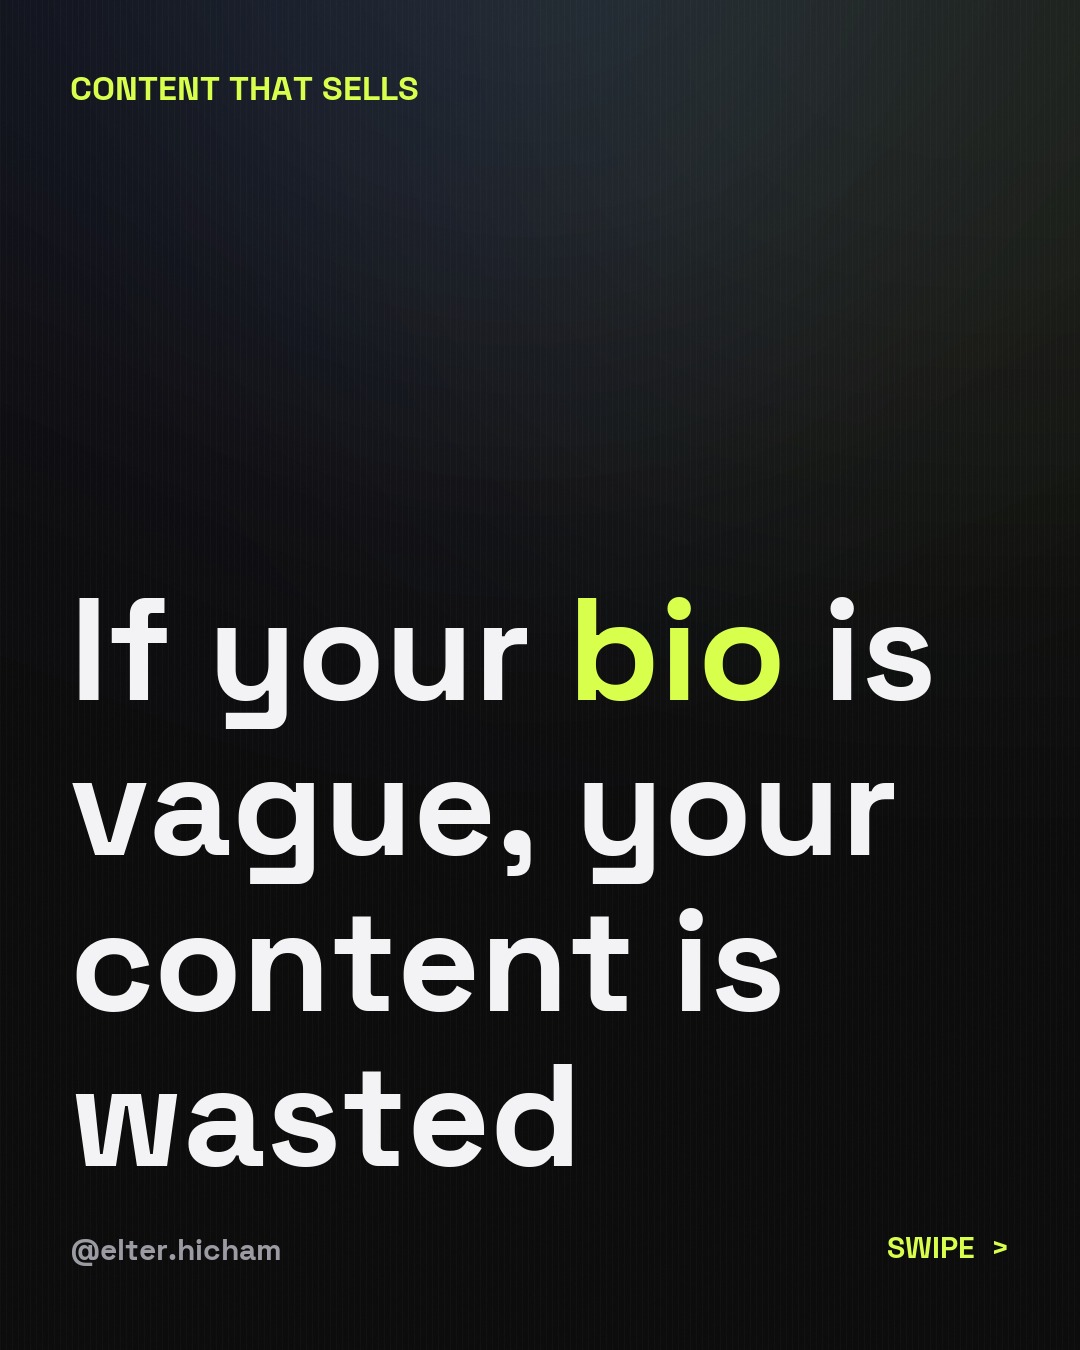 CONTENT THAT SELLS
If your bio is
vague, your
content is
wasted
@elter.hicham
SWIPE >